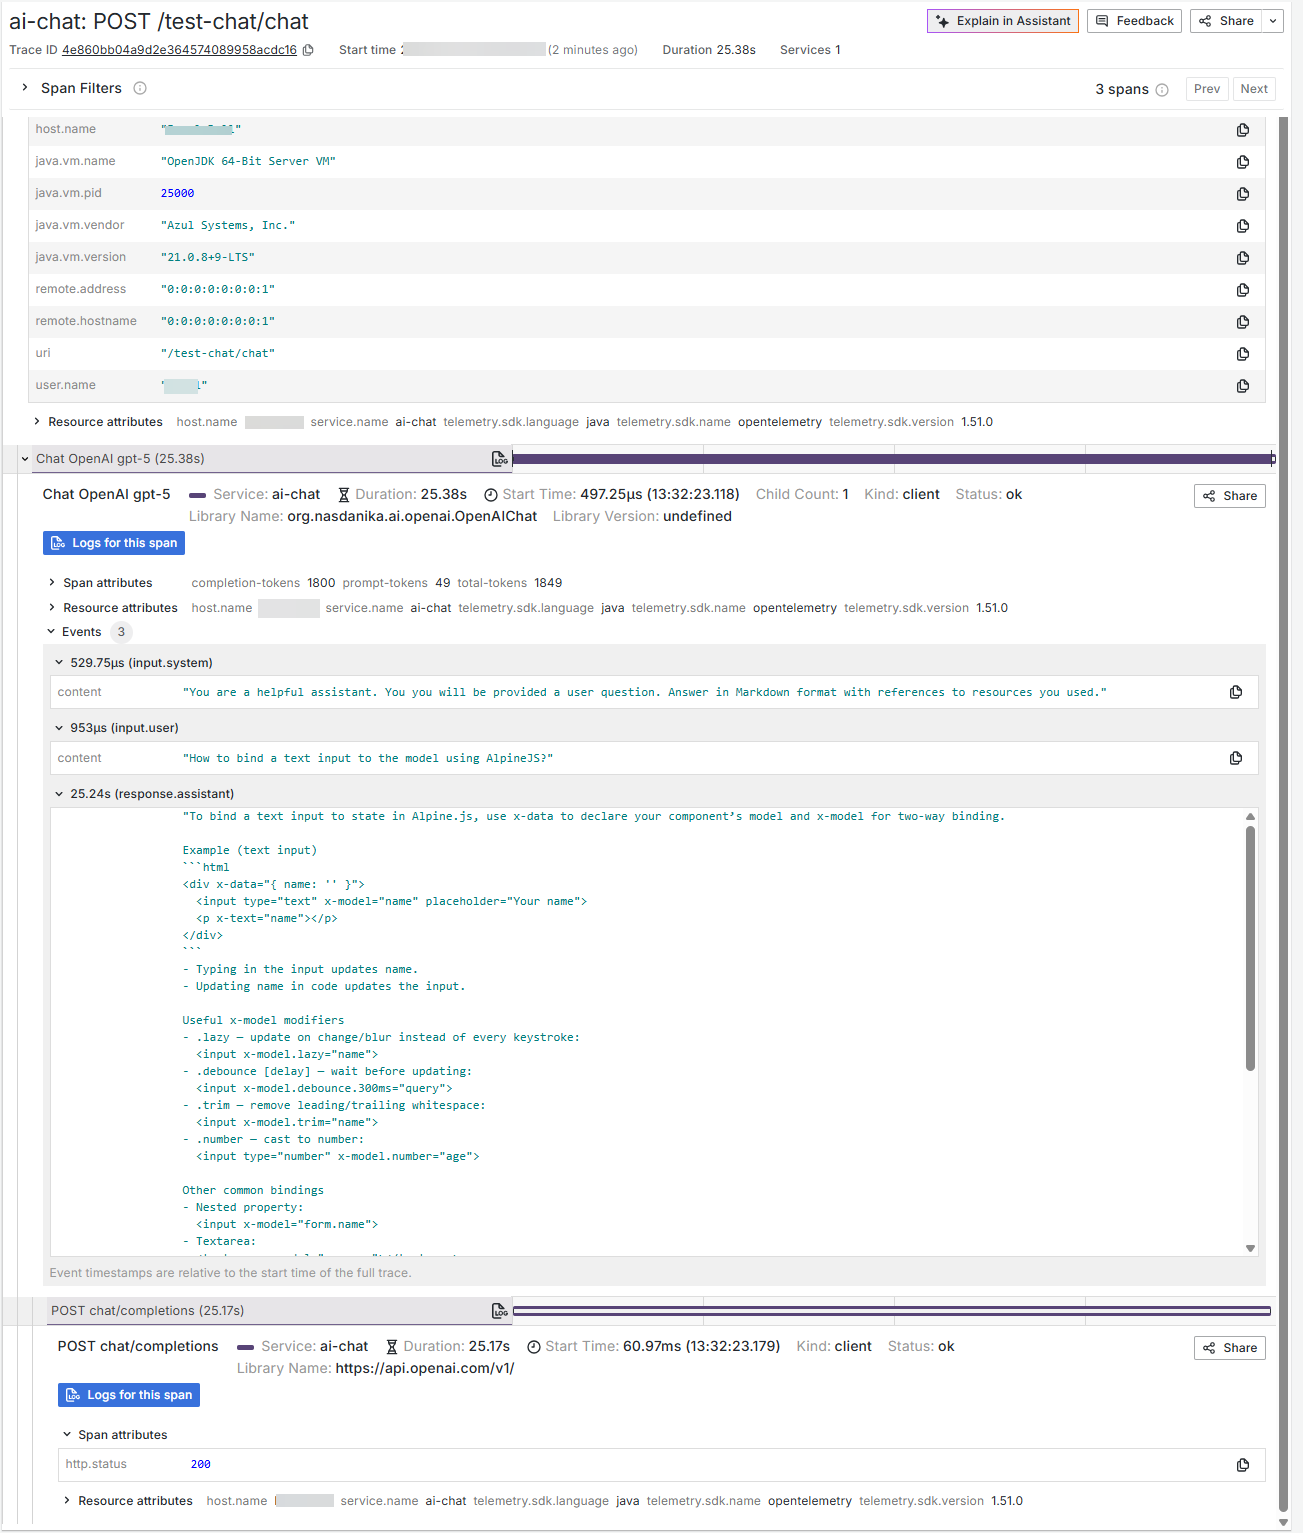 ai-chat: POST /test-chat/chat
Explain in Assistant
Feedback
Share
Trace ID 4e860bb04a9d2e364574089958acdc16 Start time (2 minutes ago) Duration 25.38s Services 1
Span Filters
3 spans
Prev
Next
host.name
java.vm.name "OpenJDK 64-Bit Server VM"
java.vm.pid 25000
java.vm.vendor "Azul Systems, Inc."
java.vm.version "21.0.8+9-LTS"
remote.address "0:0:0:0:0:0:0:1"
remote.hostname "0:0:0:0:0:0:0:1"
uri "/test-chat/chat"
user.name
Resource attributes host.name service.name ai-chat telemetry.sdk.language java telemetry.sdk.name opentelemetry telemetry.sdk.version 1.51.0
Chat OpenAI gpt-5 (25.38s) LOG
Chat OpenAI gpt-5 Service: ai-chat Duration: 25.38s Start Time: 497.25µs (13:32:23.118) Child Count: 1 Kind: client Status: ok
Share
Library Name: org.nasdanika.ai.openai.OpenAIChat Library Version: undefined
LOG Logs for this span
Span attributes completion-tokens 1800 prompt-tokens 49 total-tokens 1849
Resource attributes host.name service.name ai-chat telemetry.sdk.language java telemetry.sdk.name opentelemetry telemetry.sdk.version 1.51.0
Events 3
529.75µs (input.system)
content "You are a helpful assistant. You you will be provided a user question. Answer in Markdown format with references to resources you used."
953µs (input.user)
content "How to bind a text input to the model using AlpineJS?"
25.24s (response.assistant)
"To bind a text input to state in Alpine.js, use x-data to declare your component’s model and x-model for two-way binding.
Example (text input)
```html
<div x-data="{ name: '' }">
<input type="text" x-model="name" placeholder="Your name">
<p x-text="name"></p>
</div>
```
- Typing in the input updates name.
- Updating name in code updates the input.
Useful x-model modifiers
- .lazy — update on change/blur instead of every keystroke:
<input x-model.lazy="name">
- .debounce [delay] — wait before updating:
<input x-model.debounce.300ms="query">
- .trim — remove leading/trailing whitespace:
<input x-model.trim="name">
- .number — cast to number:
<input type="number" x-model.number="age">
Other common bindings
- Nested property:
<input x-model="form.name">
- Textarea:
Event timestamps are relative to the start time of the full trace.
POST chat/completions (25.17s) LOG
POST chat/completions Service: ai-chat Duration: 25.17s Start Time: 60.97ms (13:32:23.179) Kind: client Status: ok
Share
Library Name: https://api.openai.com/v1/
LOG Logs for this span
Span attributes
http.status 200
Resource attributes host.name service.name ai-chat telemetry.sdk.language java telemetry.sdk.name opentelemetry telemetry.sdk.version 1.51.0